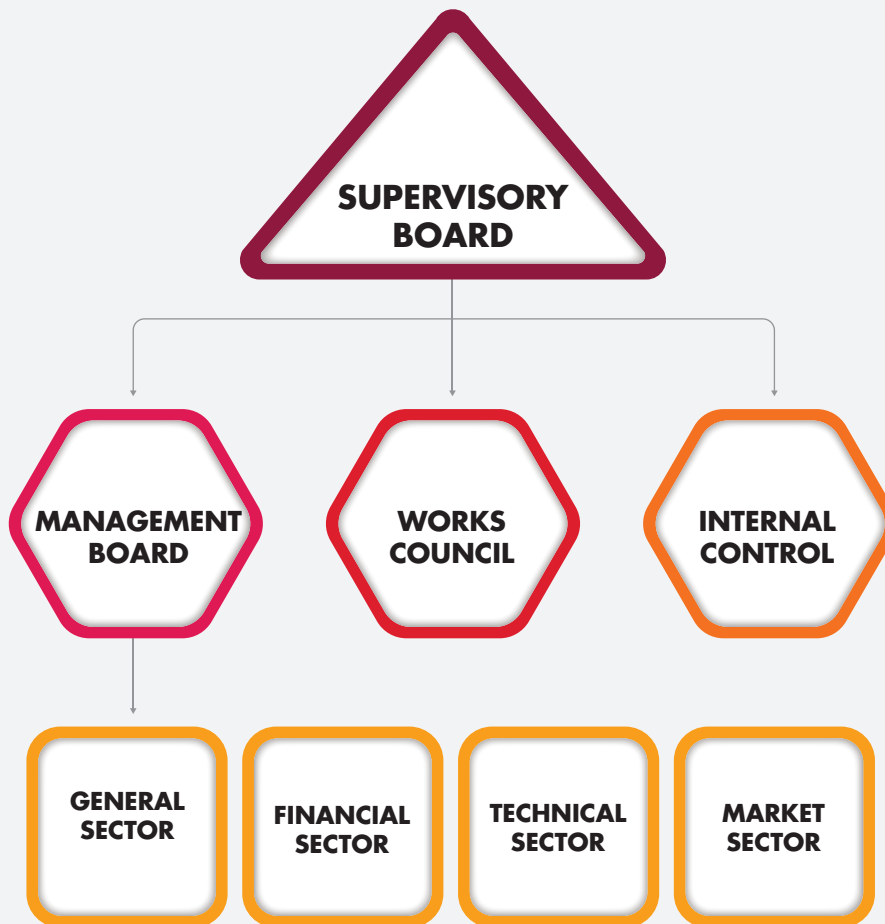 SUPERVISORY
BOARD
MANAGEMENT
BOARD
WORKS
COUNCIL
INTERNAL
CONTROL
GENERAL
SECTOR
FINANCIAL
SECTOR
TECHNICAL
SECTOR
MARKET
SECTOR